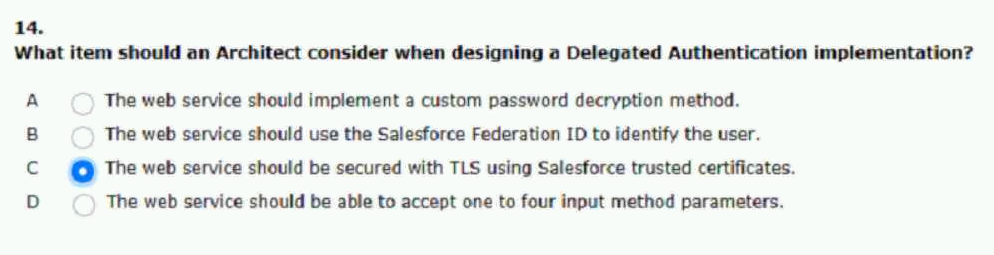 14.
What item should an Architect consider when designing a Delegated Authentication implementation?
A The web service should implement a custom password decryption method.
B The web service should use the Salesforce Federation ID to identify the user.
C The web service should be secured with TLS using Salesforce trusted certificates.
D The web service should be able to accept one to four input method parameters.